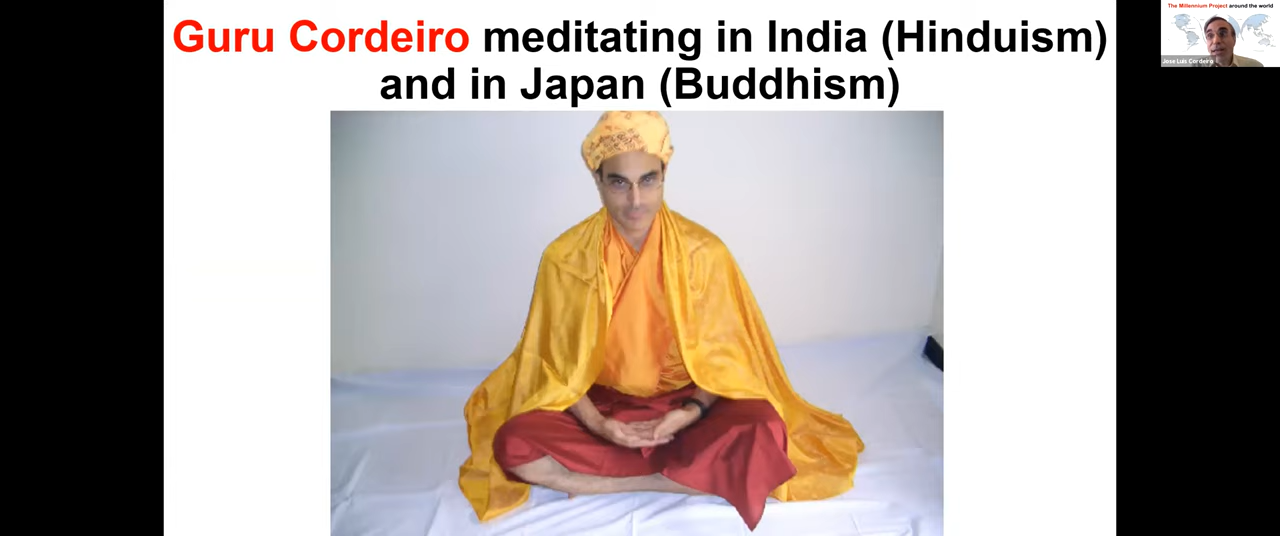 Guru Cordeiro meditating in India (Hinduism)
and in Japan (Buddhism)
The Millennium Project around the world
Jose Luis Cordeiro